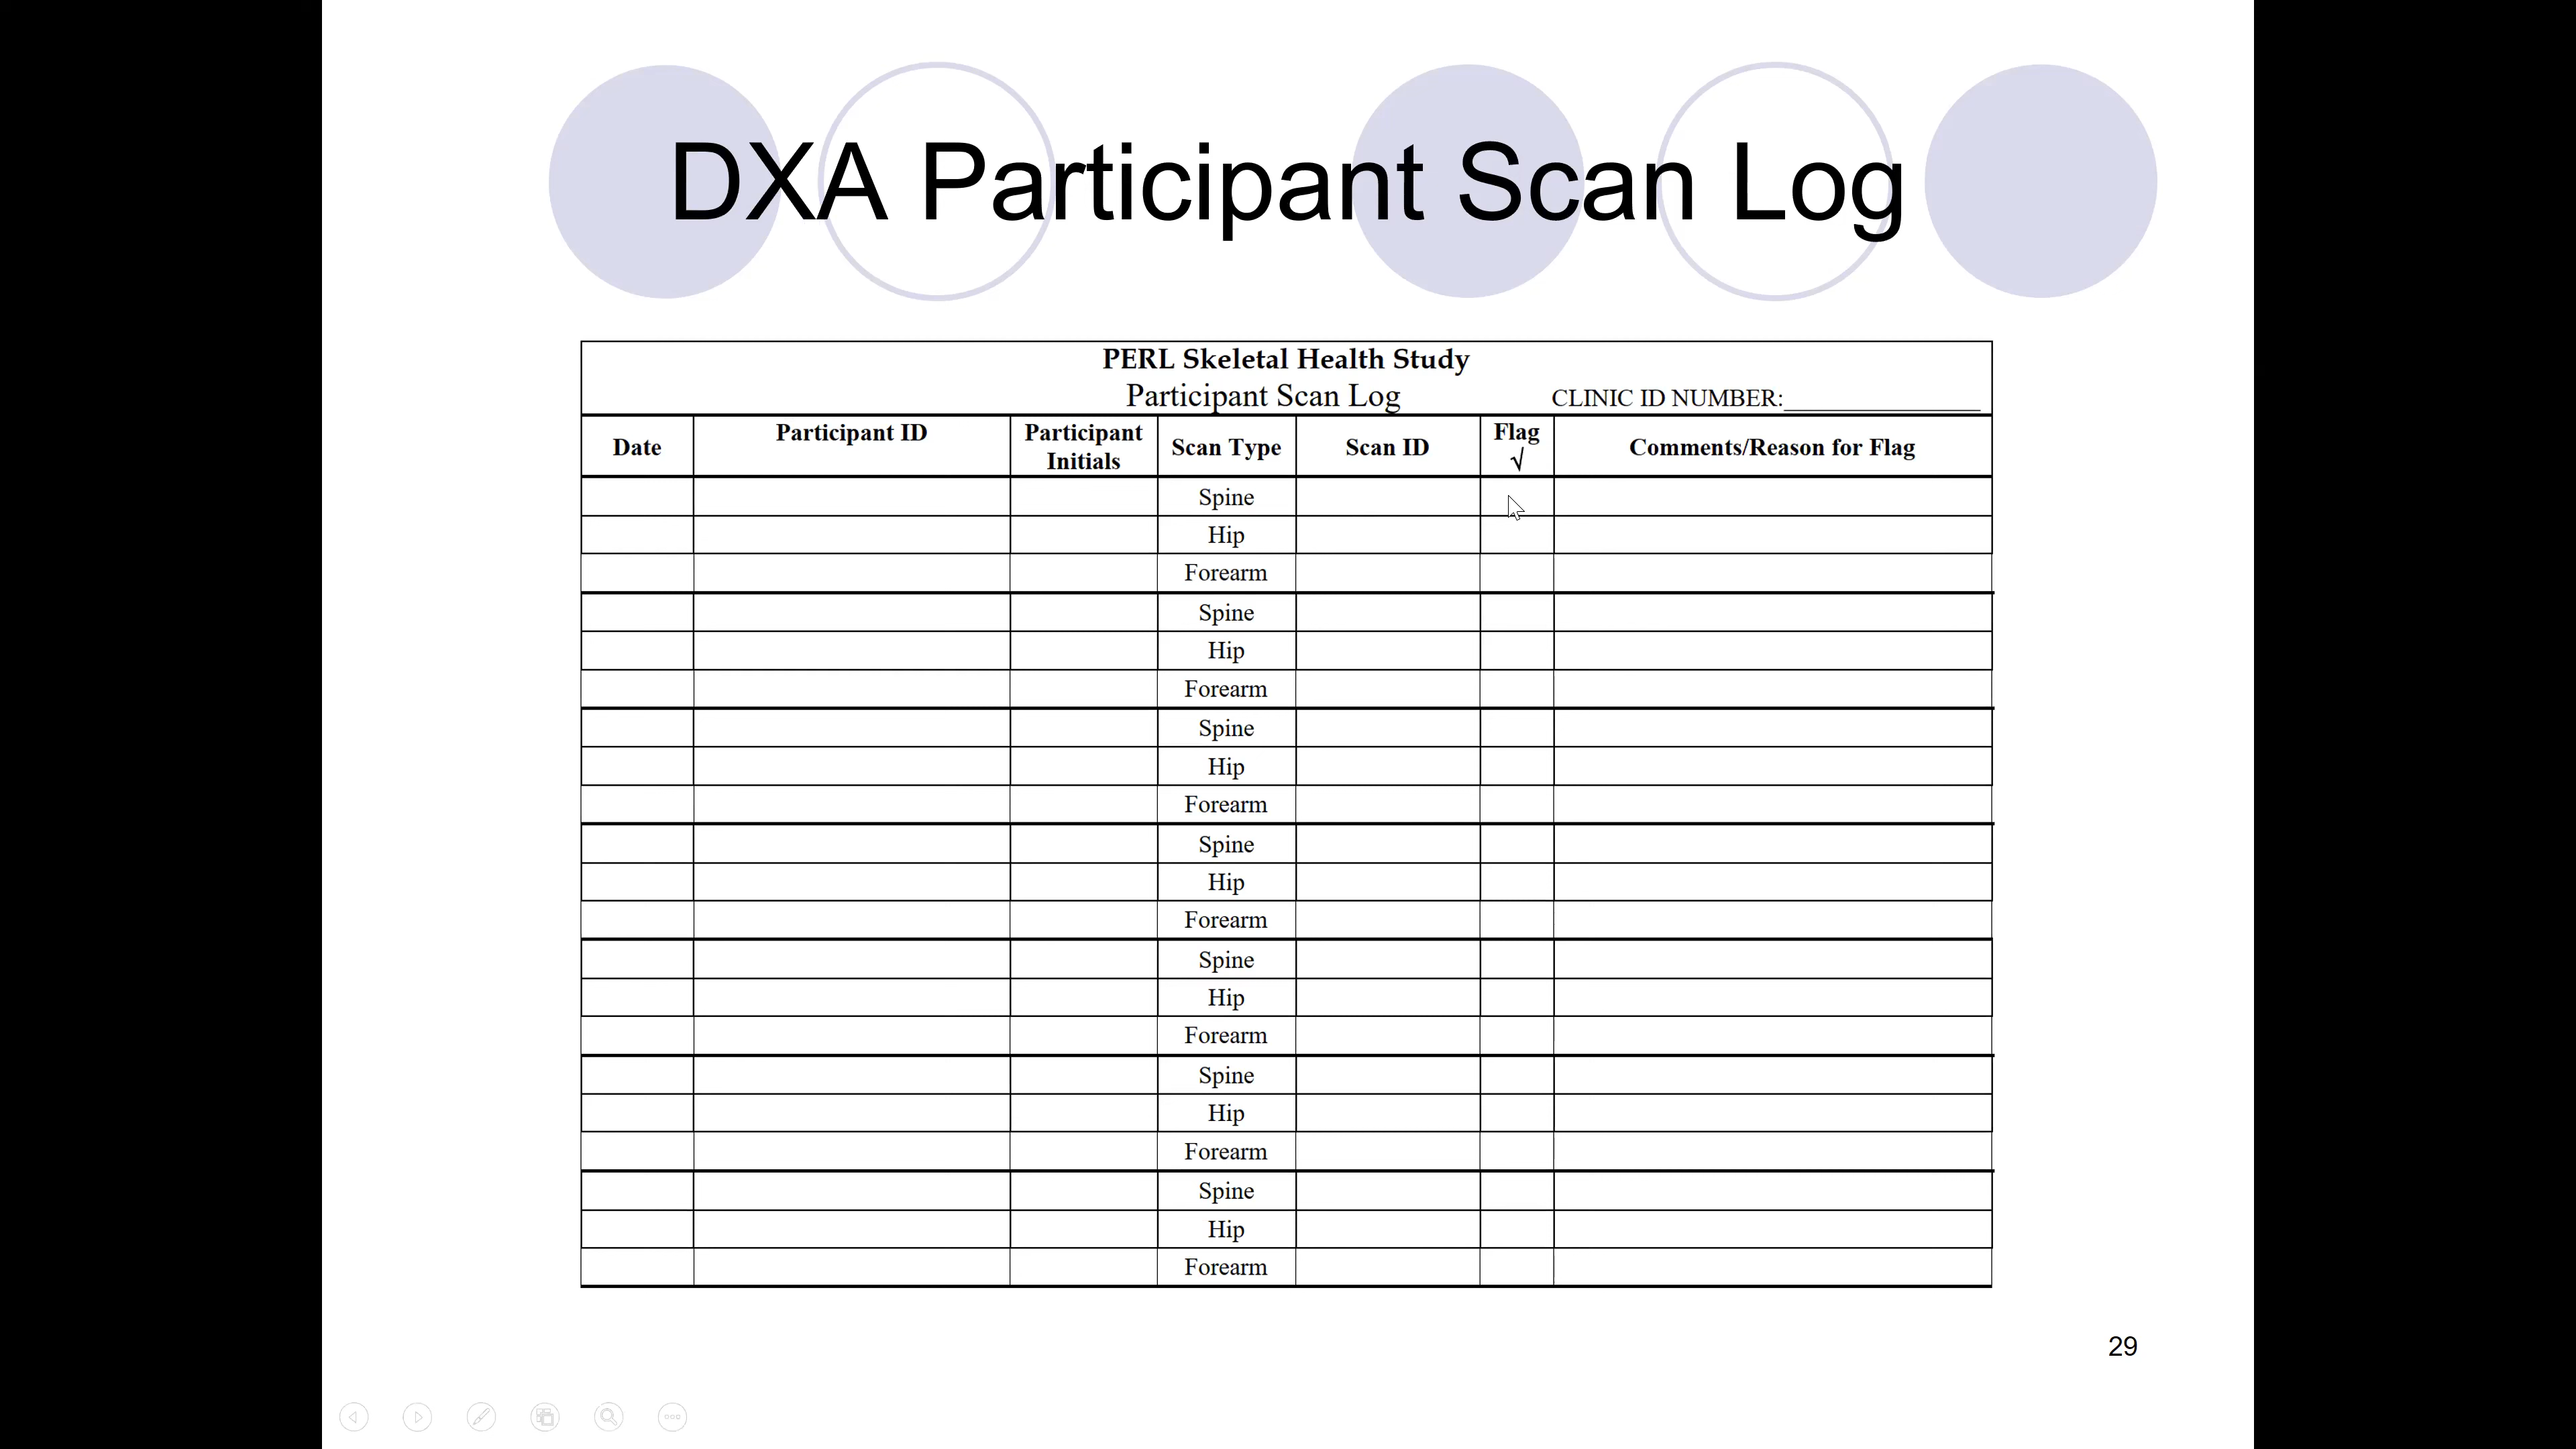 DXA Participant Scan Log
PERL Skeletal Health Study
Participant Scan Log CLINIC ID NUMBER:________________
Date Participant ID Participant Initials Scan Type Scan ID Flag √ Comments/Reason for Flag
Spine
Hip
Forearm
Spine
Hip
Forearm
Spine
Hip
Forearm
Spine
Hip
Forearm
Spine
Hip
Forearm
Spine
Hip
Forearm
Spine
Hip
Forearm
29